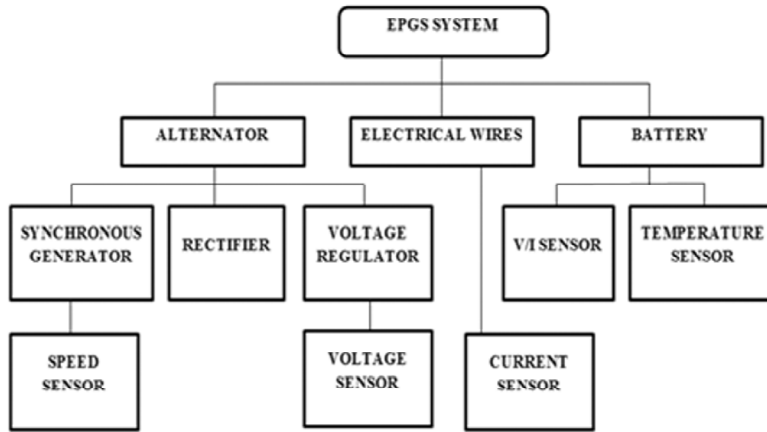 EPGS SYSTEM
ALTERNATOR
ELECTRICAL WIRES
BATTERY
SYNCHRONOUS
GENERATOR
RECTIFIER
VOLTAGE
REGULATOR
V/I SENSOR
TEMPERATURE
SENSOR
SPEED
SENSOR
VOLTAGE
SENSOR
CURRENT
SENSOR